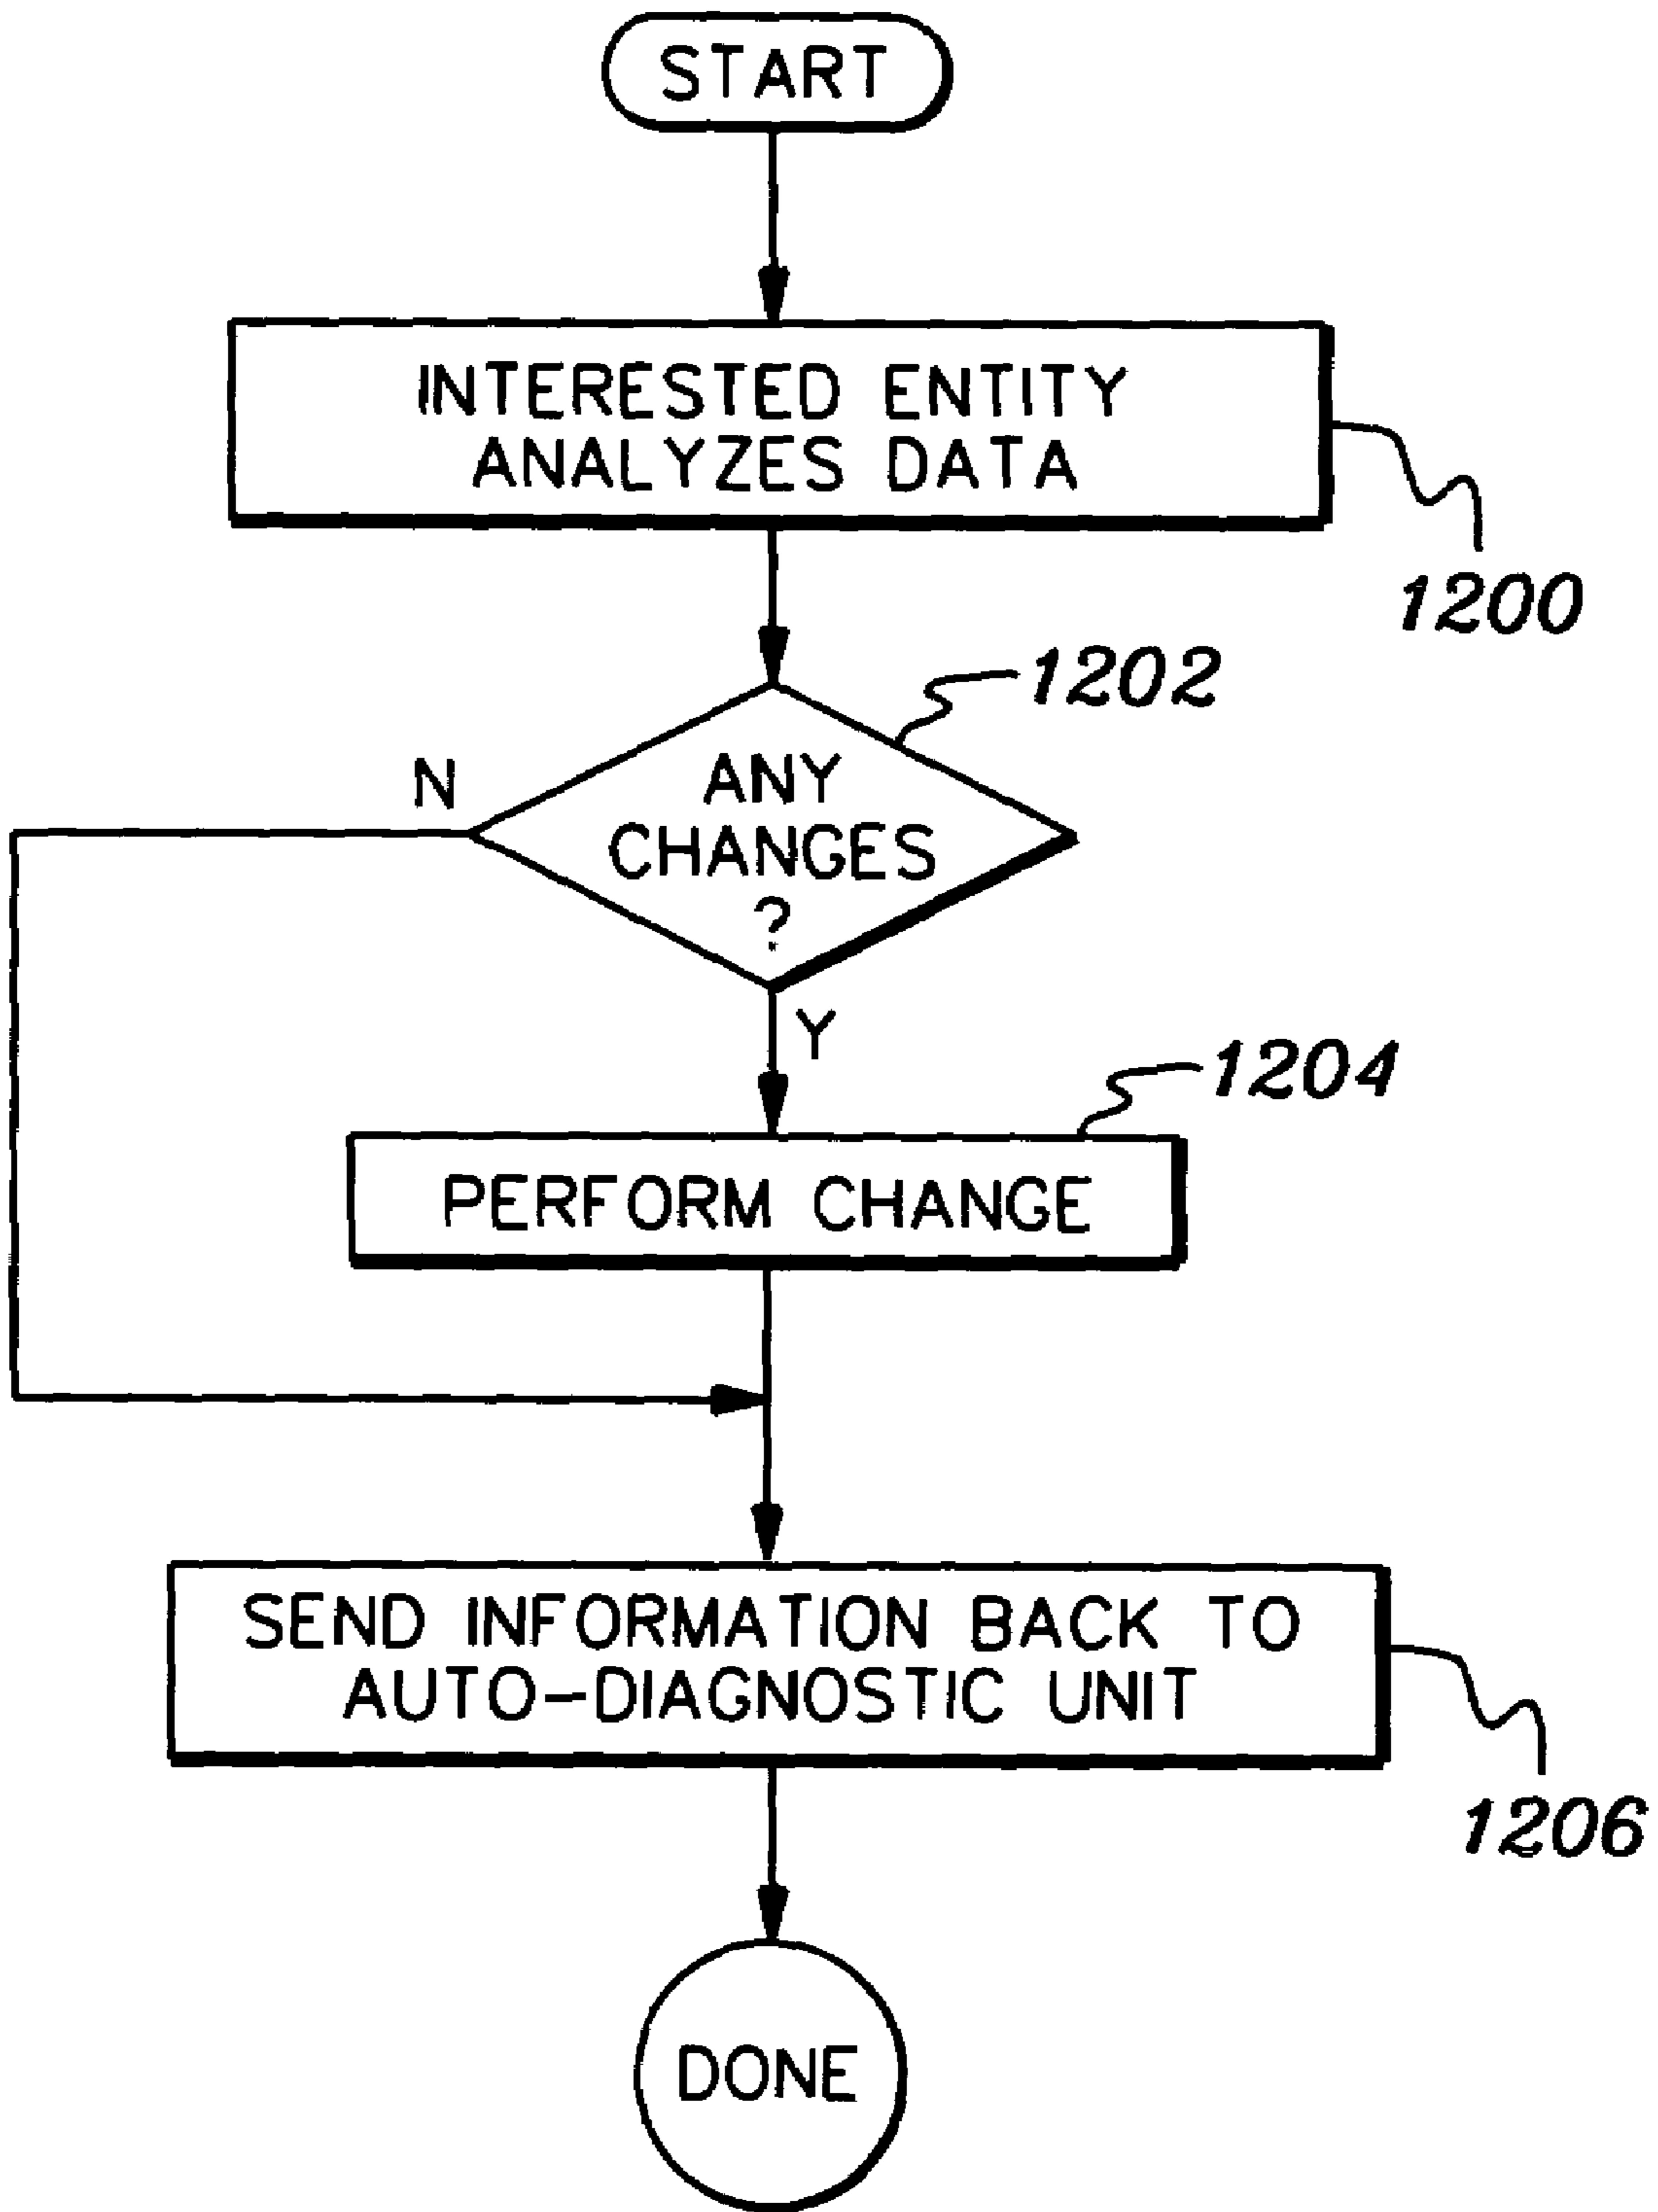 START
INTERESTED ENTITY
ANALYZES DATA
1200
1202
N
ANY
CHANGES
?
Y
1204
PERFORM CHANGE
SEND INFORMATION BACK TO
AUTO-DIAGNOSTIC UNIT
1206
DONE